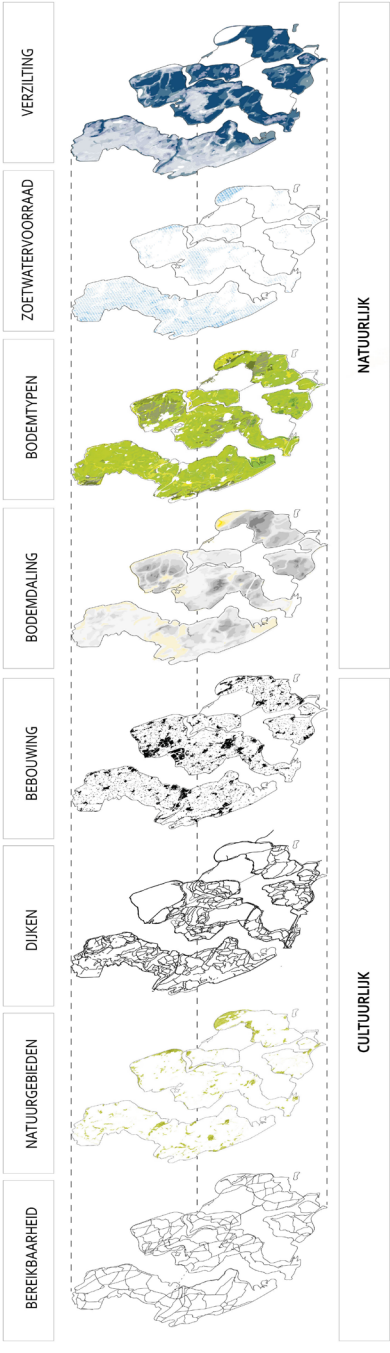 VERZILTING
ZOETWATERVOORRAAD
BODEMTYPEN
BODEMDALING
BEBOUWING
DIJKEN
NATUURGEBIEDEN
BEREIKBAARHEID
NATUURLIJK
CULTUURLIJK